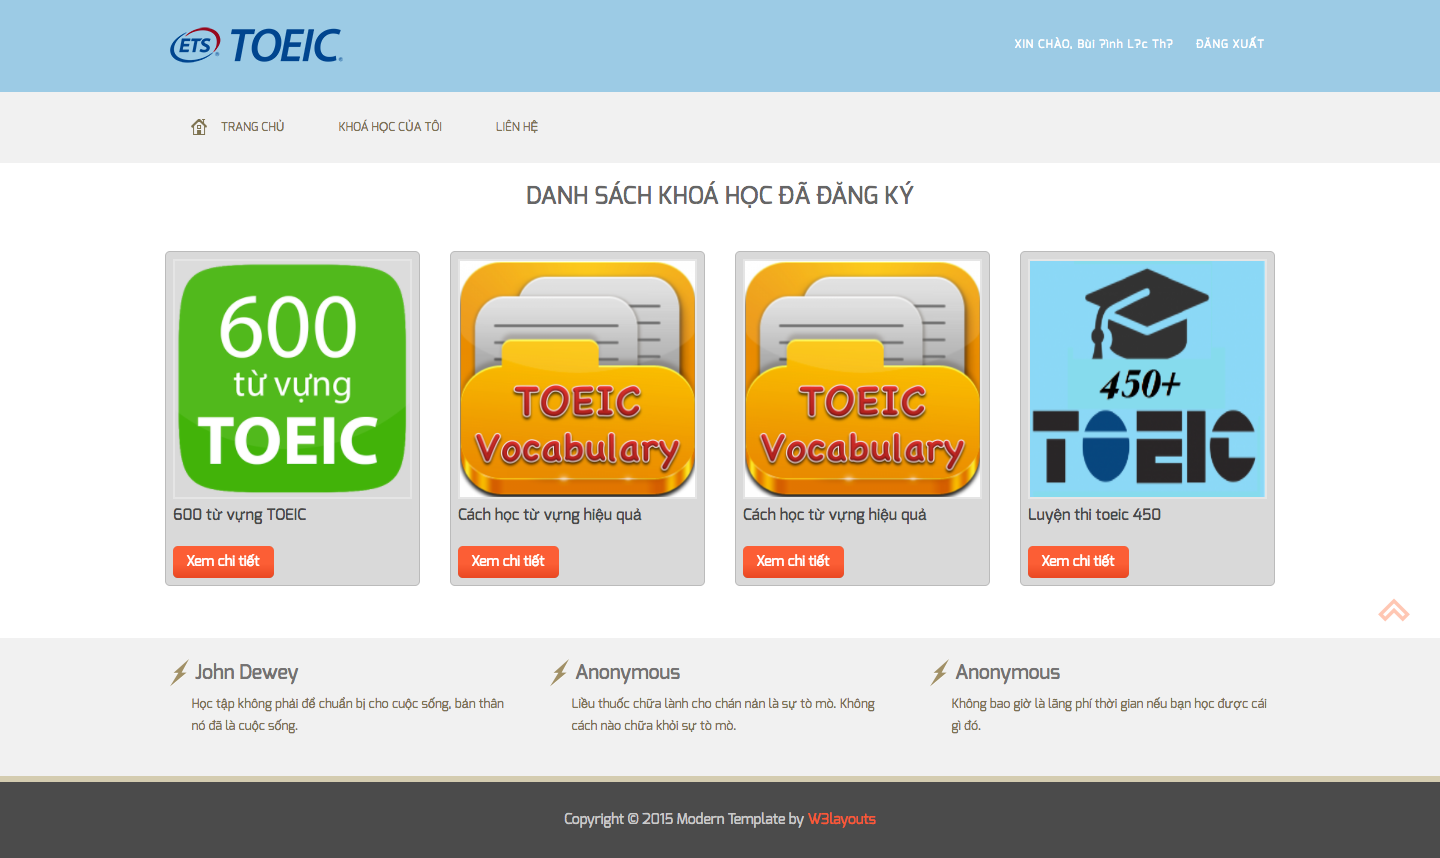 ETS TOEIC
XIN CHÀO, Bùi ?ình L?c Th? ĐĂNG XUẤT
TRANG CHỦ KHOÁ HỌC CỦA TÔI LIÊN HỆ
DANH SÁCH KHOÁ HỌC ĐÃ ĐĂNG KÝ
600
từ vựng
TOEIC
600 từ vựng TOEIC
Xem chi tiết
TOEIC
Vocabulary
Cách học từ vựng hiệu quả
Xem chi tiết
TOEIC
Vocabulary
Cách học từ vựng hiệu quả
Xem chi tiết
450+
TOEIC
Luyện thi toeic 450
Xem chi tiết
John Dewey
Học tập không phải để chuẩn bị cho cuộc sống, bản thân
nó đã là cuộc sống.
Anonymous
Liều thuốc chữa lành cho chán nản là sự tò mò. Không
cách nào chữa khỏi sự tò mò.
Anonymous
Không bao giờ là lãng phí thời gian nếu bạn học được cái
gì đó.
Copyright © 2015 Modern Template by W3layouts